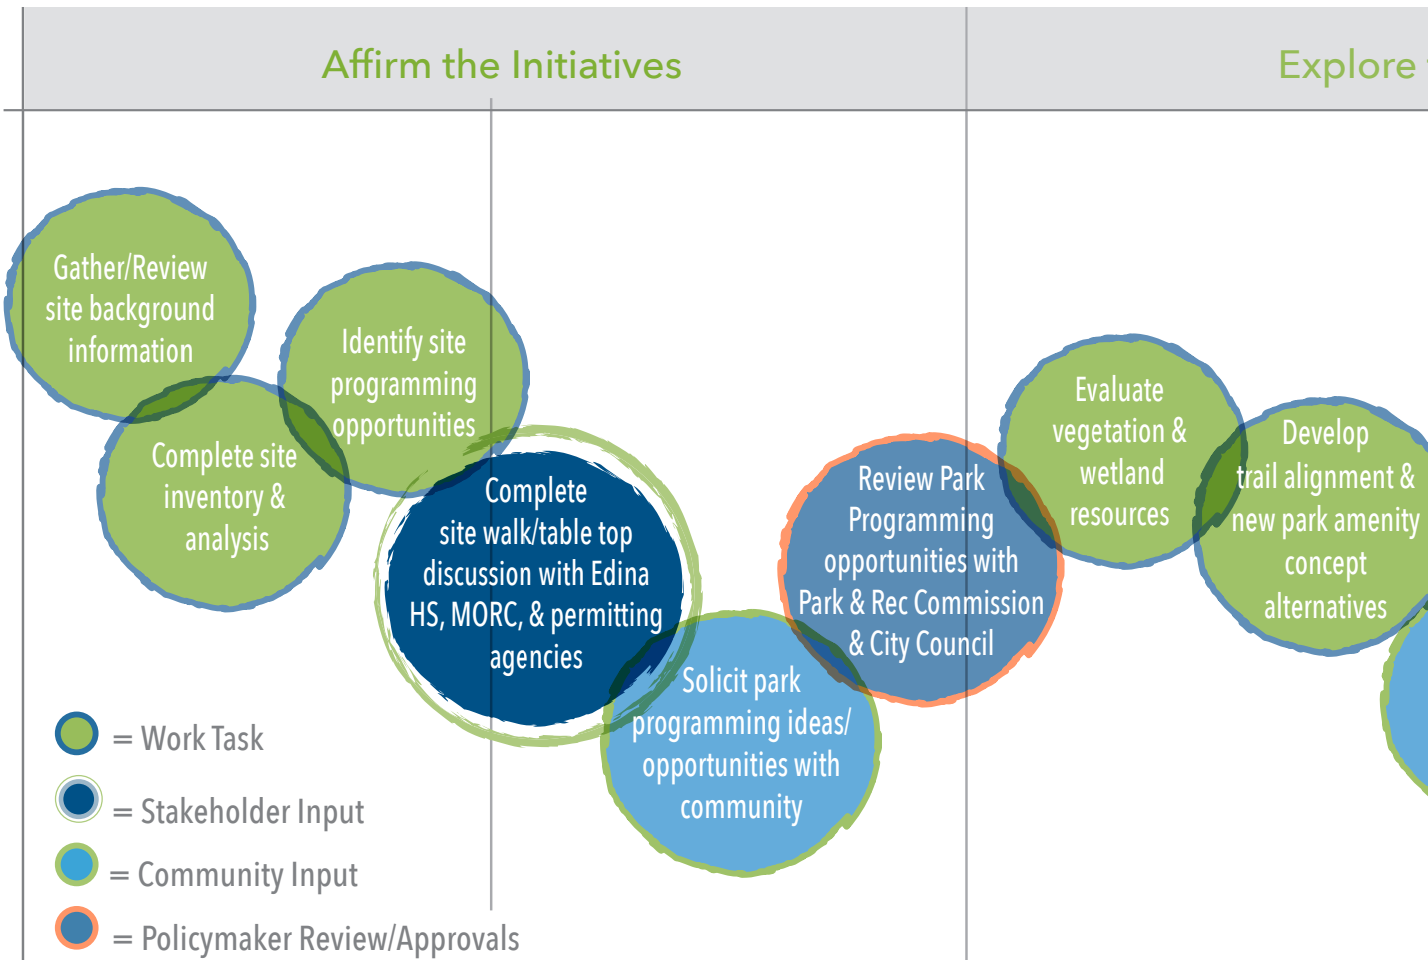 Affirm the Initiatives
Explore
Gather/Review
site background
information
Complete site
inventory &
analysis
Identify site
programming
opportunities
Complete
site walk/table top
discussion with Edina
HS, MORC, & permitting
agencies
Solicit park
programming ideas/
opportunities with
community
Review Park
Programming
opportunities with
Park & Rec Commission
& City Council
Evaluate
vegetation &
wetland
resources
Develop
trail alignment &
new park amenity
concept
alternatives
= Work Task
= Stakeholder Input
= Community Input
= Policymaker Review/Approvals